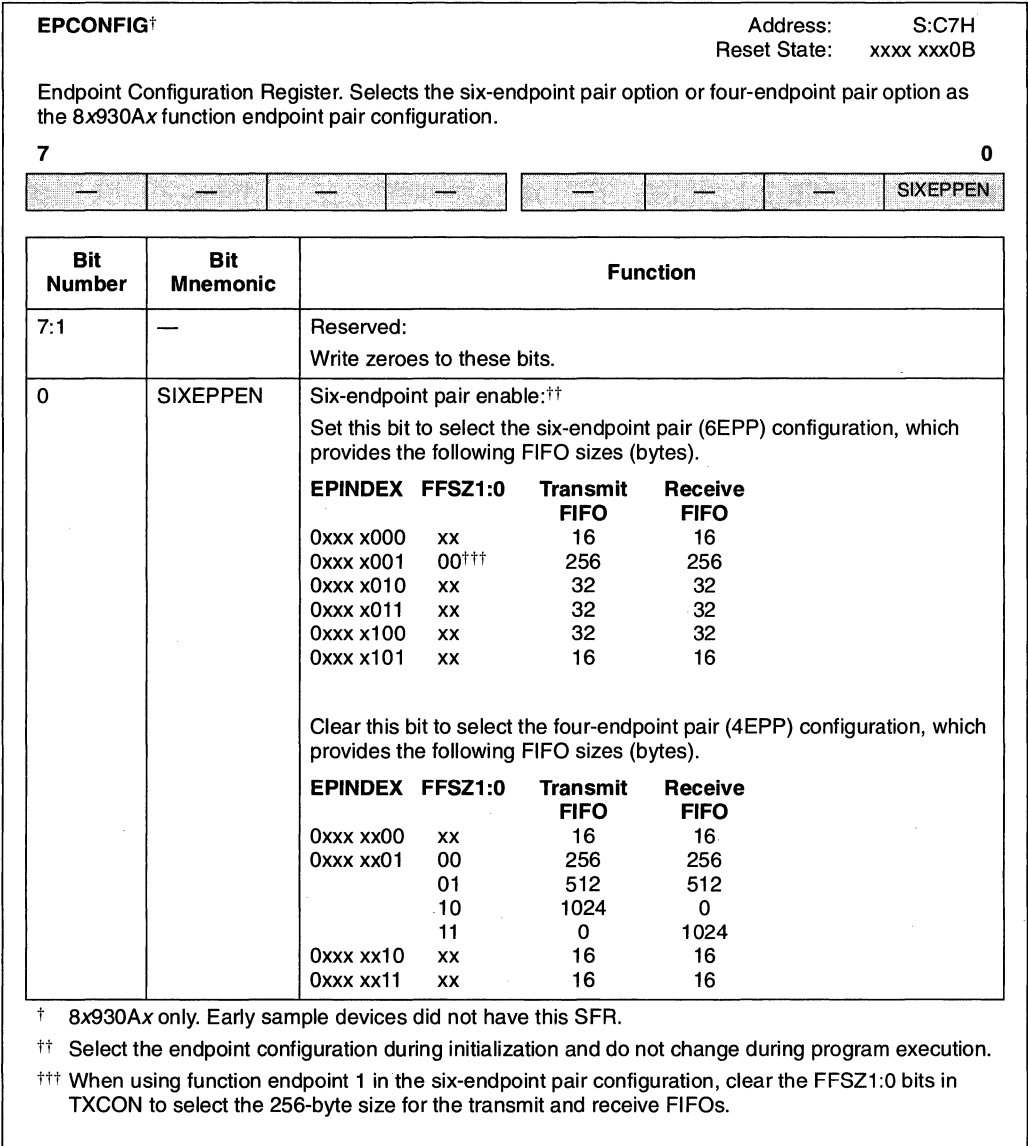 EPCONFIG† Address: S:C7H
Reset State: xxxx xxx0B
Endpoint Configuration Register. Selects the six-endpoint pair option or four-endpoint pair option as
the 8x930Ax function endpoint pair configuration.
7 0
— — — — — — — SIXEPPEN
Bit Number Bit Mnemonic Function
7:1 — Reserved:
Write zeroes to these bits.
0 SIXEPPEN Six-endpoint pair enable:††
Set this bit to select the six-endpoint pair (6EPP) configuration, which
provides the following FIFO sizes (bytes).
EPINDEX FFSZ1:0 Transmit FIFO Receive FIFO
0xxx x000 xx 16 16
0xxx x001 00††† 256 256
0xxx x010 xx 32 32
0xxx x011 xx 32 32
0xxx x100 xx 32 32
0xxx x101 xx 16 16
Clear this bit to select the four-endpoint pair (4EPP) configuration, which
provides the following FIFO sizes (bytes).
EPINDEX FFSZ1:0 Transmit FIFO Receive FIFO
0xxx xx00 xx 16 16
0xxx xx01 00 256 256
01 512 512
10 1024 0
11 0 1024
0xxx xx10 xx 16 16
0xxx xx11 xx 16 16
† 8x930Ax only. Early sample devices did not have this SFR.
†† Select the endpoint configuration during initialization and do not change during program execution.
††† When using function endpoint 1 in the six-endpoint pair configuration, clear the FFSZ1:0 bits in
TXCON to select the 256-byte size for the transmit and receive FIFOs.